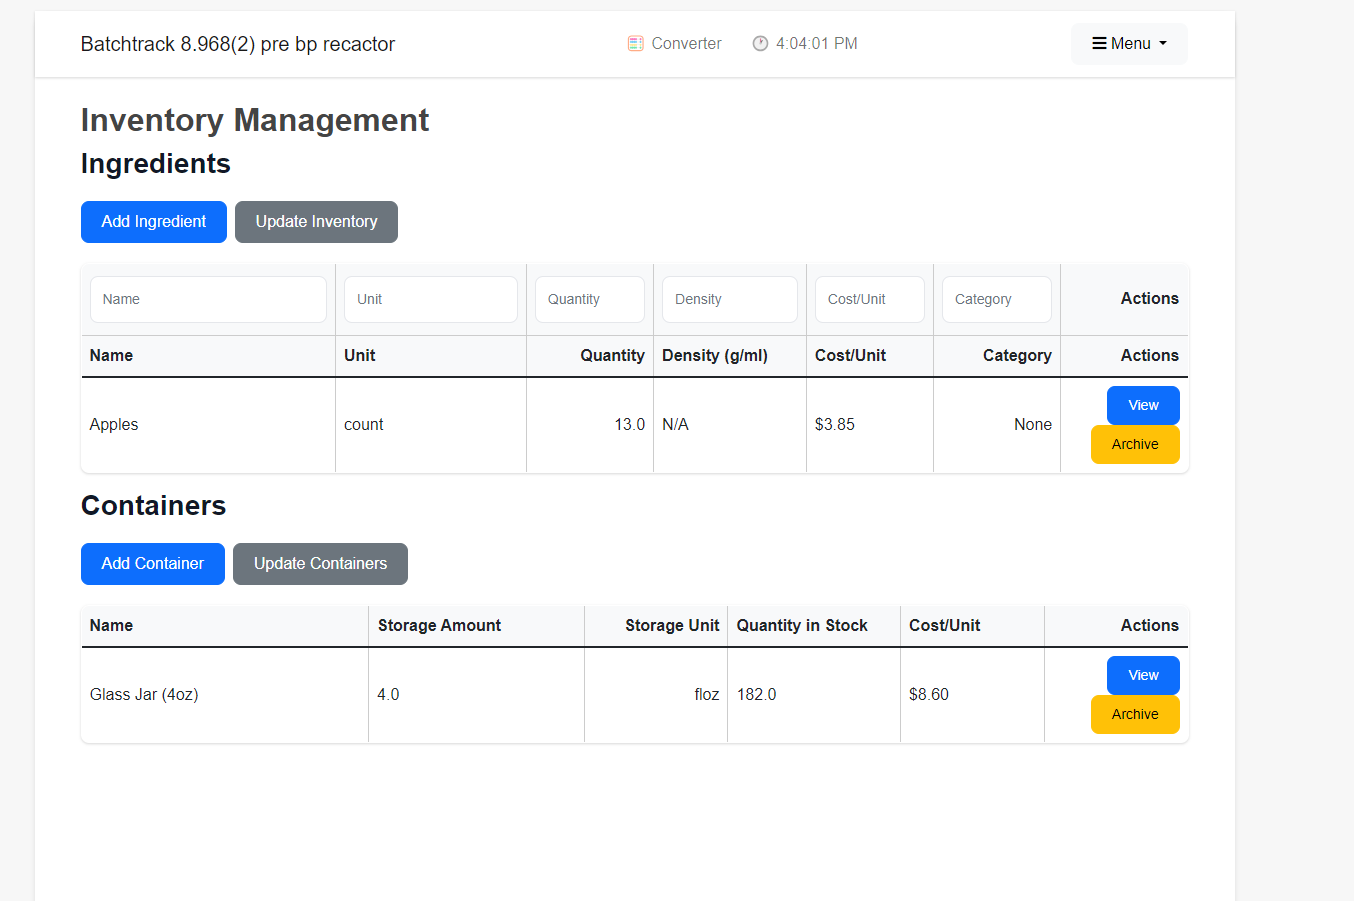 Batchtrack 8.968(2) pre bp recactor
Converter
4:04:01 PM
Menu
Inventory Management
Ingredients
Add Ingredient Update Inventory
Name Unit Quantity Density Cost/Unit Category Actions
Name Unit Quantity Density (g/ml) Cost/Unit Category Actions
Apples count 13.0 N/A $3.85 None
View
Archive
Containers
Add Container Update Containers
Name Storage Amount Storage Unit Quantity in Stock Cost/Unit Actions
Glass Jar (4oz) 4.0 floz 182.0 $8.60
View
Archive